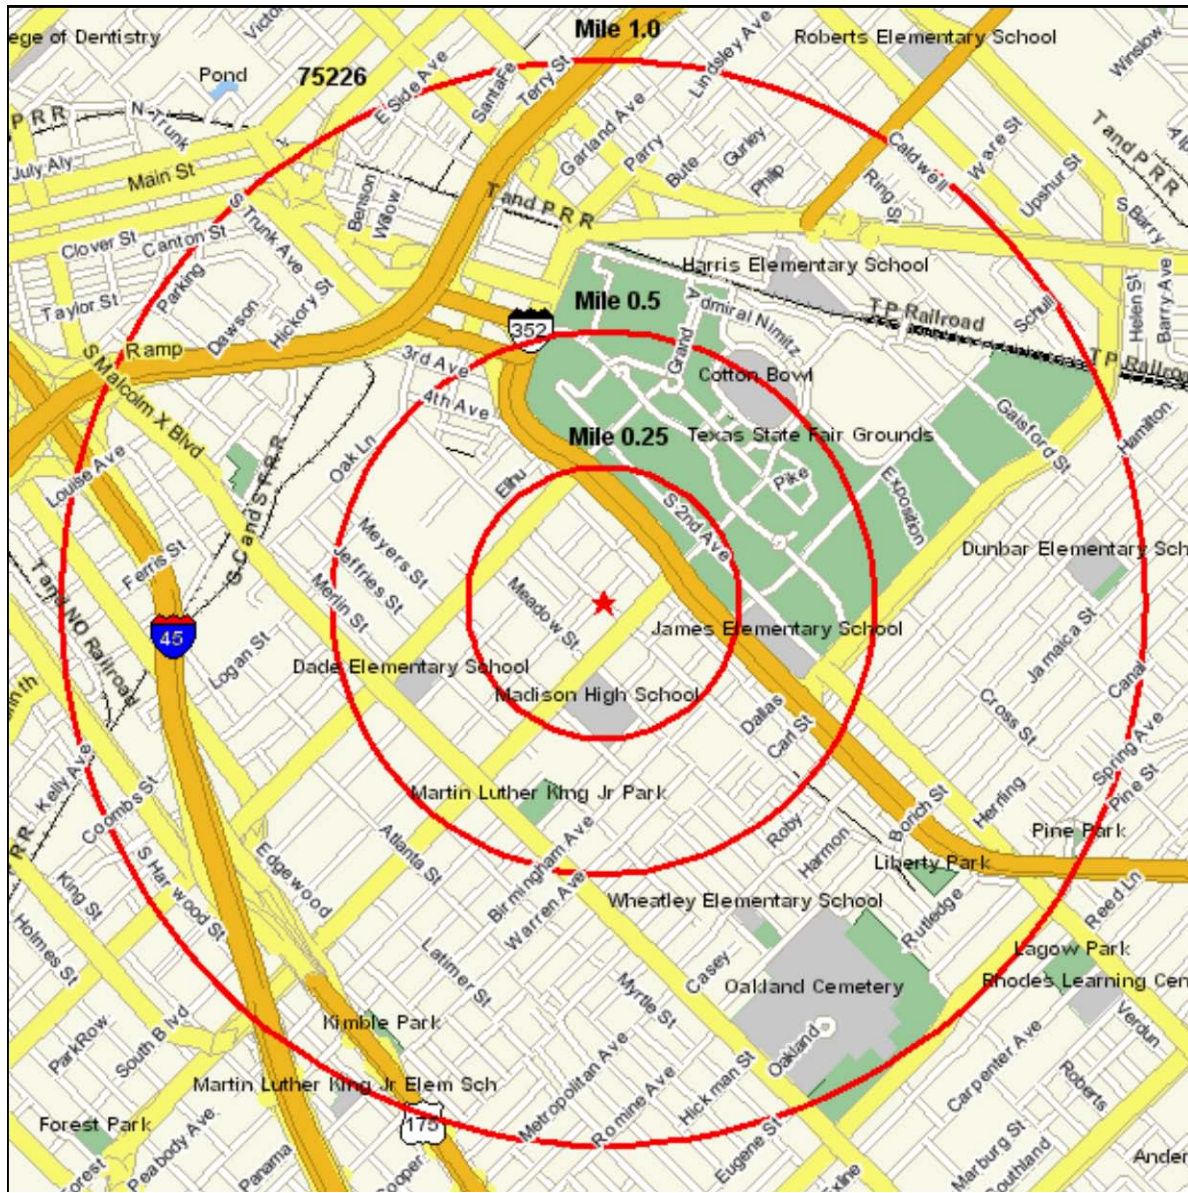 Mile 1.0
ege of Dentistry
Roberts Elementary School
Winslow
Pond
75226
E Side Ave
SantaFe
Terry St
Lindsley Ave
P R R
N Trunk
Garland Ave
Gurley
Caldwell
Ware St
T and P R R
July Aly
Main St
Parry
Bute
Philip
Ring St
Upshur St
Benson
Willow
T and P R R
S Barry
Clover St
Canton St
S Trunk Ave
Harris Elementary School
Taylor St
Parking
Dawson
Hickory St
Mile 0.5
Admiral Nimitz
T P Railroad
Schull
Helen St
Barry Ave
352
Grand
Ramp
3rd Ave
Cotton Bowl
T P Railroa
S Malcolm X Blvd
4th Ave
Mile 0.25
Texas State Fair Grounds
Gaisford St
Hamilton
Louise Ave
S C and S F R R
Oak Ln
Elihu
Pike
Exposition
S 2nd Ave
Ferris St
Meyers St
Jeffries St
Merlin St
Dunbar Elementary Sch
T and NO Railroad
Meadow St
45
James Elementary School
Logan St
Dade Elementary School
Jamaica St
Madison High School
Canal
Dallas
Carl St
Cross St
Spring Ave
Kelly Ave
Coombs St
Martin Luther King Jr Park
Borich St
Herrling
Pine St
Roby
Harmon
Pine Park
R R
Edgewood
Atlanta St
Birmingham Ave
Warren Ave
Liberty Park
S Harwood St
King St
Wheatley Elementary School
Rutledge
Reed Ln
Holmes St
Latimer St
Casey
Lagow Park
Myrtle St
Oakland Cemetery
Rhodes Learning Cen
Verdun
ParkRow
South Blvd
Kimble Park
Oakland
Metropolitan Ave
Romine Ave
Hickman St
Carpenter Ave
Roberts
Martin Luther King Jr Elem Sch
175
Forest Park
Eugene St
Peabody Ave
Panama
Cooper
Marburg St
Southland
Ander
Forest
Exline